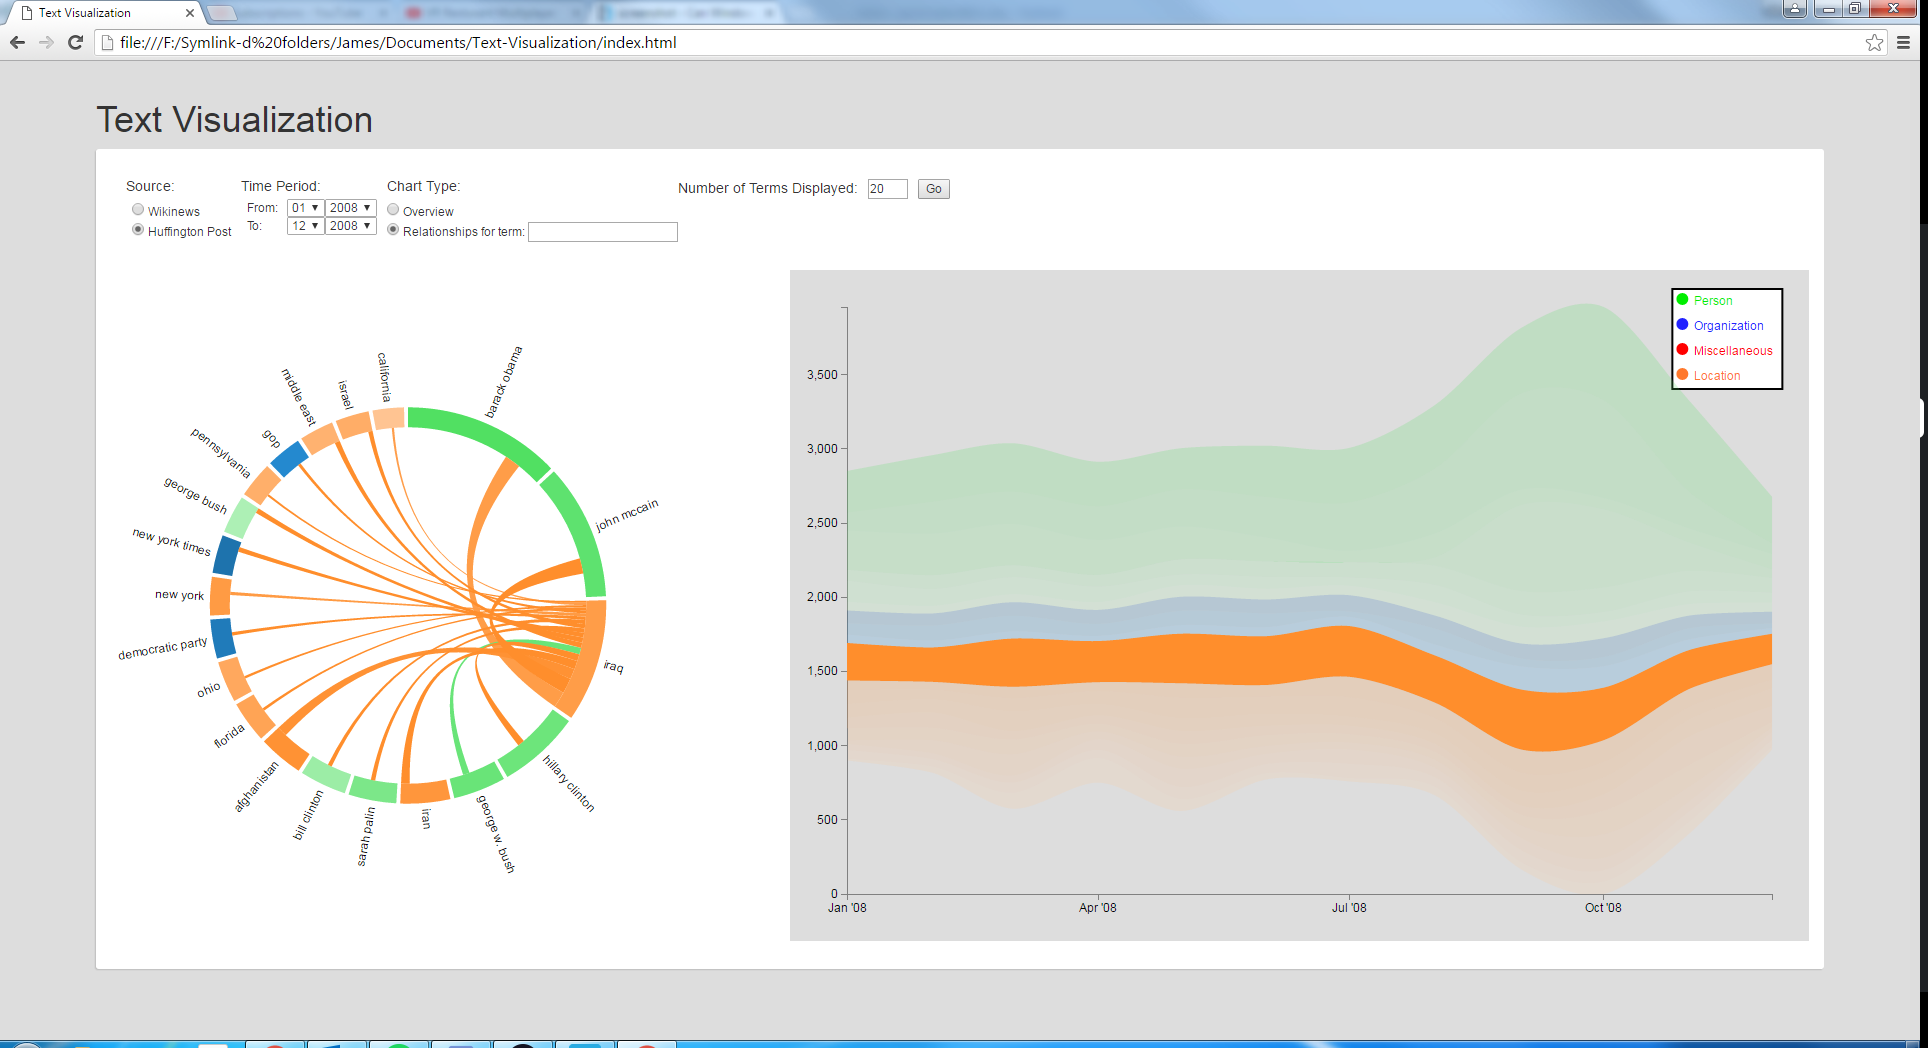 Text Visualization
file:///F:/Symlink-d%20folders/James/Documents/Text-Visualization/index.html
Text Visualization
Source:
Wikinews
Huffington Post
Time Period:
From: 01 2008
To: 12 2008
Chart Type:
Overview
Relationships for term:
Number of Terms Displayed: 20 Go
california
israel
middle east
gop
pennsylvania
george bush
new york times
new york
democratic party
ohio
florida
afghanistan
bill clinton
sarah palin
iran
george w. bush
hillary clinton
iraq
john mccain
barack obama
Person
Organization
Miscellaneous
Location
3,500
3,000
2,500
2,000
1,500
1,000
500
0
Jan '08 Apr '08 Jul '08 Oct '08